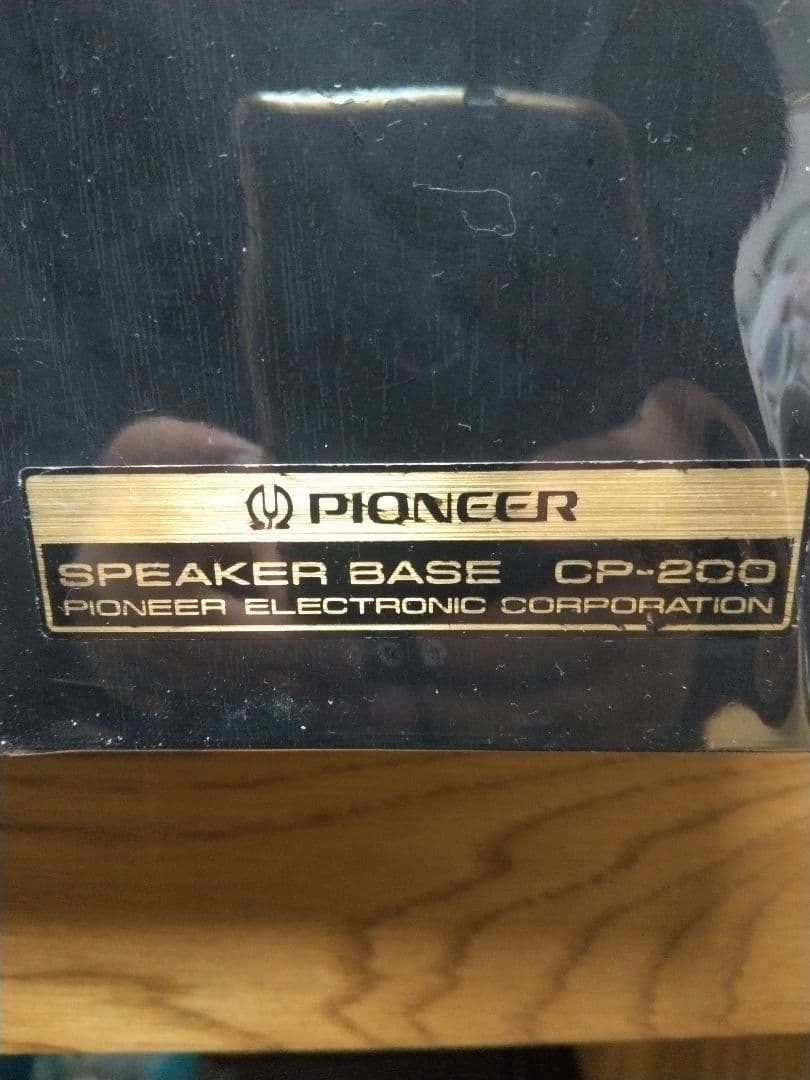 PIONEER
SPEAKER BASE CP-200
PIONEER ELECTRONIC CORPORATION